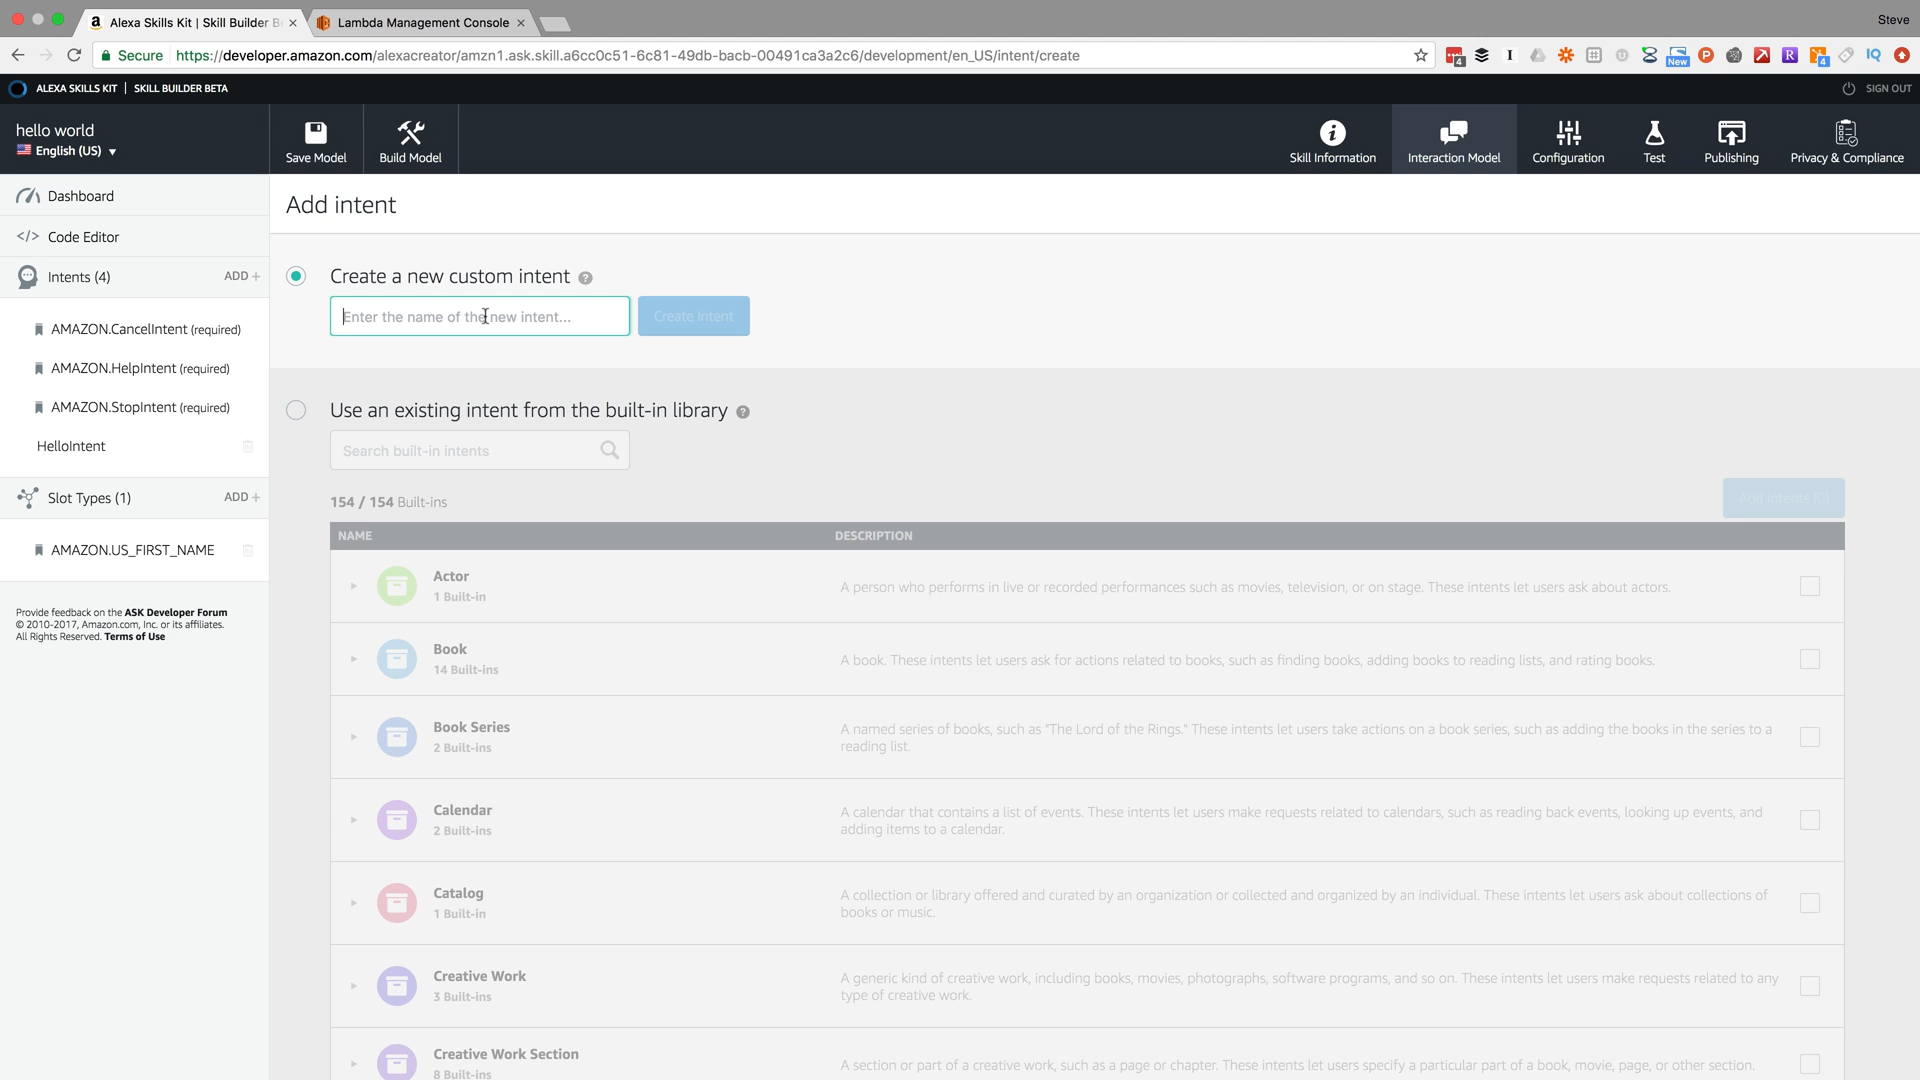 Alexa Skills Kit | Skill Builder B
Lambda Management Console
Steve
Secure https://developer.amazon.com/alexacreator/amzn1.ask.skill.a6cc0c51-6c81-49db-bacb-00491ca3a2c6/development/en_US/intent/create
ALEXA SKILLS KIT | SKILL BUILDER BETA
SIGN OUT
hello world
English (US)
Save Model
Build Model
Skill Information
Interaction Model
Configuration
Test
Publishing
Privacy & Compliance
Dashboard
Code Editor
Intents (4)
ADD +
AMAZON.CancelIntent (required)
AMAZON.HelpIntent (required)
AMAZON.StopIntent (required)
HelloIntent
Slot Types (1)
ADD +
AMAZON.US_FIRST_NAME
Provide feedback on the ASK Developer Forum
© 2010-2017, Amazon.com, Inc. or its affiliates.
All Rights Reserved. Terms of Use
Add intent
Create a new custom intent ?
Enter the name of the new intent...
Create Intent
Use an existing intent from the built-in library ?
Search built-in intents
154 / 154 Built-ins
Add Intents (0)
NAME
DESCRIPTION
Actor
1 Built-in
A person who performs in live or recorded performances such as movies, television, or on stage. These intents let users ask about actors.
Book
14 Built-ins
A book. These intents let users ask for actions related to books, such as finding books, adding books to reading lists, and rating books.
Book Series
2 Built-ins
A named series of books, such as "The Lord of the Rings." These intents let users take actions on a book series, such as adding the books in the series to a
reading list.
Calendar
2 Built-ins
A calendar that contains a list of events. These intents let users make requests related to calendars, such as reading back events, looking up events, and
adding items to a calendar.
Catalog
1 Built-in
A collection or library offered and curated by an organization or collected and organized by an individual. These intents let users ask about collections of
books or music.
Creative Work
3 Built-ins
A generic kind of creative work, including books, movies, photographs, software programs, and so on. These intents let users make requests related to any
type of creative work.
Creative Work Section
8 Built-ins
A section or part of a creative work, such as a page or chapter. These intents let users specify a particular part of a book, movie, page, or other section.